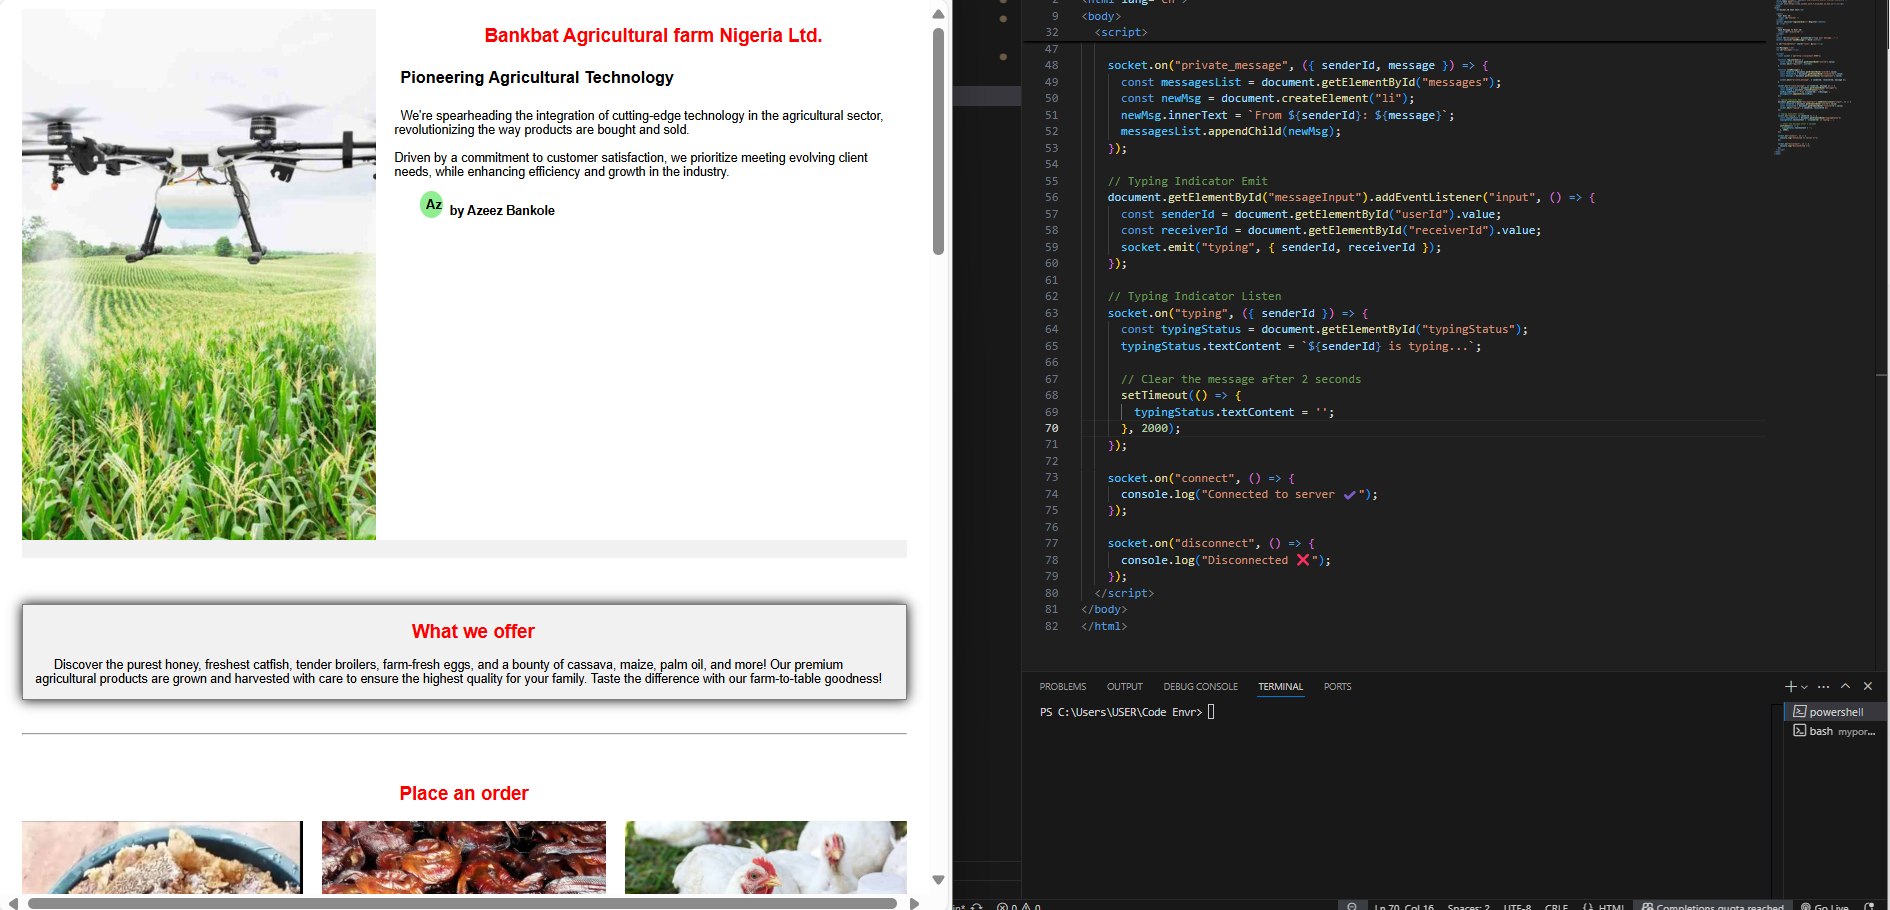 Bankbat Agricultural farm Nigeria Ltd.
Pioneering Agricultural Technology
We're spearheading the integration of cutting-edge technology in the agricultural sector,
revolutionizing the way products are bought and sold.
Driven by a commitment to customer satisfaction, we prioritize meeting evolving client
needs, while enhancing efficiency and growth in the industry.
Az by Azeez Bankole
What we offer
Discover the purest honey, freshest catfish, tender broilers, farm-fresh eggs, and a bounty of cassava, maize, palm oil, and more! Our premium
agricultural products are grown and harvested with care to ensure the highest quality for your family. Taste the difference with our farm-to-table goodness!
Place an order
9 <body>
32 <script>
47
48 socket.on("private_message", ({ senderId, message }) => {
49 const messagesList = document.getElementById("messages");
50 const newMsg = document.createElement("li");
51 newMsg.innerText = `From ${senderId}: ${message}`;
52 messagesList.appendChild(newMsg);
53 });
54
55 // Typing Indicator Emit
56 document.getElementById("messageInput").addEventListener("input", () => {
57 const senderId = document.getElementById("userId").value;
58 const receiverId = document.getElementById("receiverId").value;
59 socket.emit("typing", { senderId, receiverId });
60 });
61
62 // Typing Indicator Listen
63 socket.on("typing", ({ senderId }) => {
64 const typingStatus = document.getElementById("typingStatus");
65 typingStatus.textContent = `${senderId} is typing...`;
66
67 // Clear the message after 2 seconds
68 setTimeout(() => {
69 typingStatus.textContent = '';
70 }, 2000);
71 });
72
73 socket.on("connect", () => {
74 console.log("Connected to server ✔");
75 });
76
77 socket.on("disconnect", () => {
78 console.log("Disconnected ❌");
79 });
80 </script>
81 </body>
82 </html>
PROBLEMS OUTPUT DEBUG CONSOLE TERMINAL PORTS
PS C:\Users\USER\Code Envr>
powershell
bash mypor...
0 0 Ln 70, Col 16 Spaces: 2 UTF-8 CRLF {} HTML Completions quota reached Go Live